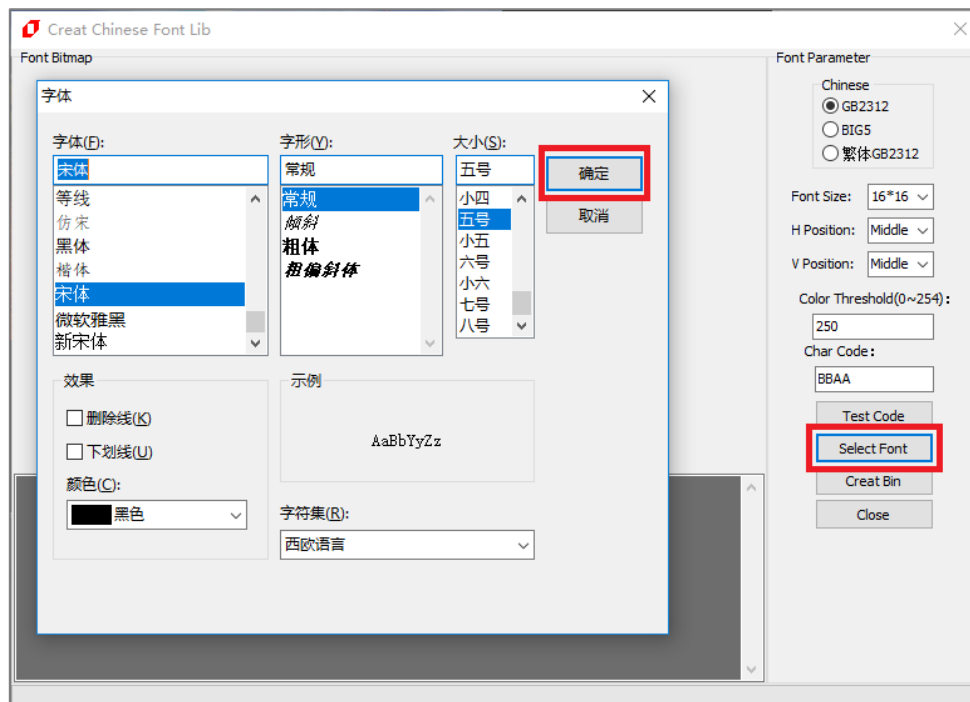 Creat Chinese Font Lib
Font Bitmap
字体
字体(F):
宋体
等线
仿宋
黑体
楷体
宋体
微软雅黑
新宋体
字形(Y):
常规
常规
倾斜
粗体
粗偏斜体
大小(S):
五号
小四
五号
小五
六号
小六
七号
八号
确定
取消
效果
删除线(K)
下划线(U)
颜色(C):
黑色
示例
AaBbYyZz
字符集(R):
西欧语言
Font Parameter
Chinese
GB2312
BIG5
繁体GB2312
Font Size: 16*16
H Position: Middle
V Position: Middle
Color Threshold(0~254):
250
Char Code:
BBAA
Test Code
Select Font
Creat Bin
Close